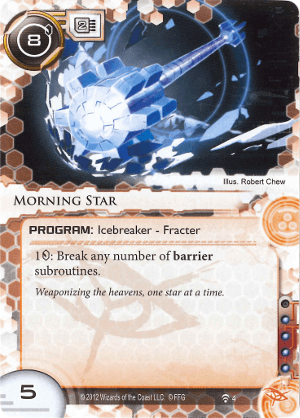 8
Illus. Robert Chew
MORNING STAR
PROGRAM: Icebreaker - Fracter
1: Break any number of barrier
subroutines.
Weaponizing the heavens, one star at a time.
5
© 2012 Wizards of the Coast LLC. © FFG
4